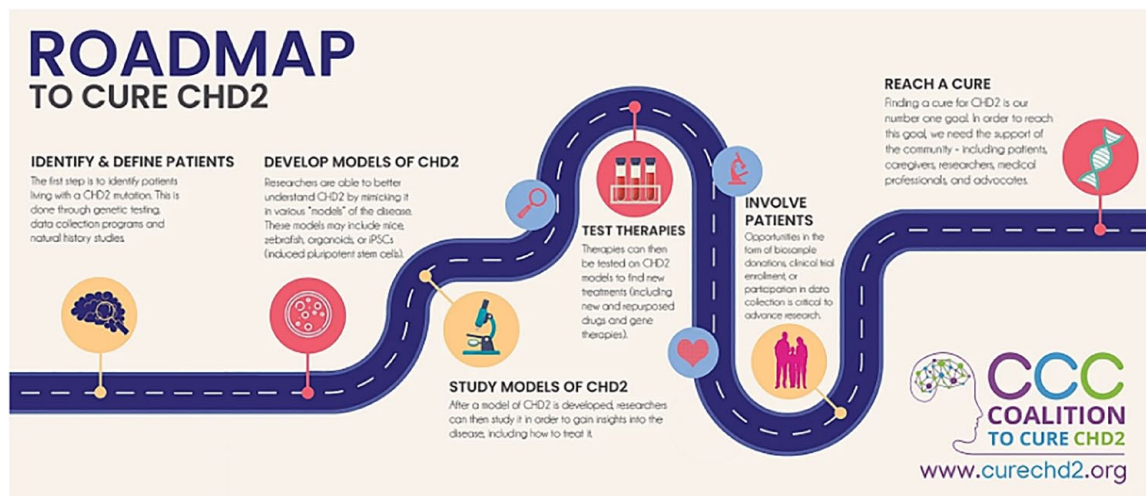 ROADMAP
TO CURE CHD2
IDENTIFY & DEFINE PATIENTS
The first step is to identify patients
living with a CHD2 mutation. This is
done through genetic testing,
data collection programs and
natural history studies.
DEVELOP MODELS OF CHD2
Researchers are able to better
understand CHD2 by mimicking it
in various "models" of the disease.
These models may include mice,
zebrafish, organoids, or iPSCs
(induced pluripotent stem cells).
STUDY MODELS OF CHD2
After a model of CHD2 is developed, researchers
can then study it in order to gain insights into the
disease, including how to treat it.
TEST THERAPIES
Therapies can then
be tested on CHD2
models to find new
treatments (including
new and repurposed
drugs and gene
therapies).
INVOLVE
PATIENTS
Opportunities in the
form of biosample
donations, clinical trial
enrollment, or
participation in data
collection is critical to
advance research.
REACH A CURE
Finding a cure for CHD2 is our
number one goal. In order to reach
this goal, we need the support of
the community - including patients,
caregivers, researchers, medical
professionals, and advocates.
CCC
COALITION
TO CURE CHD2
www.curechd2.org